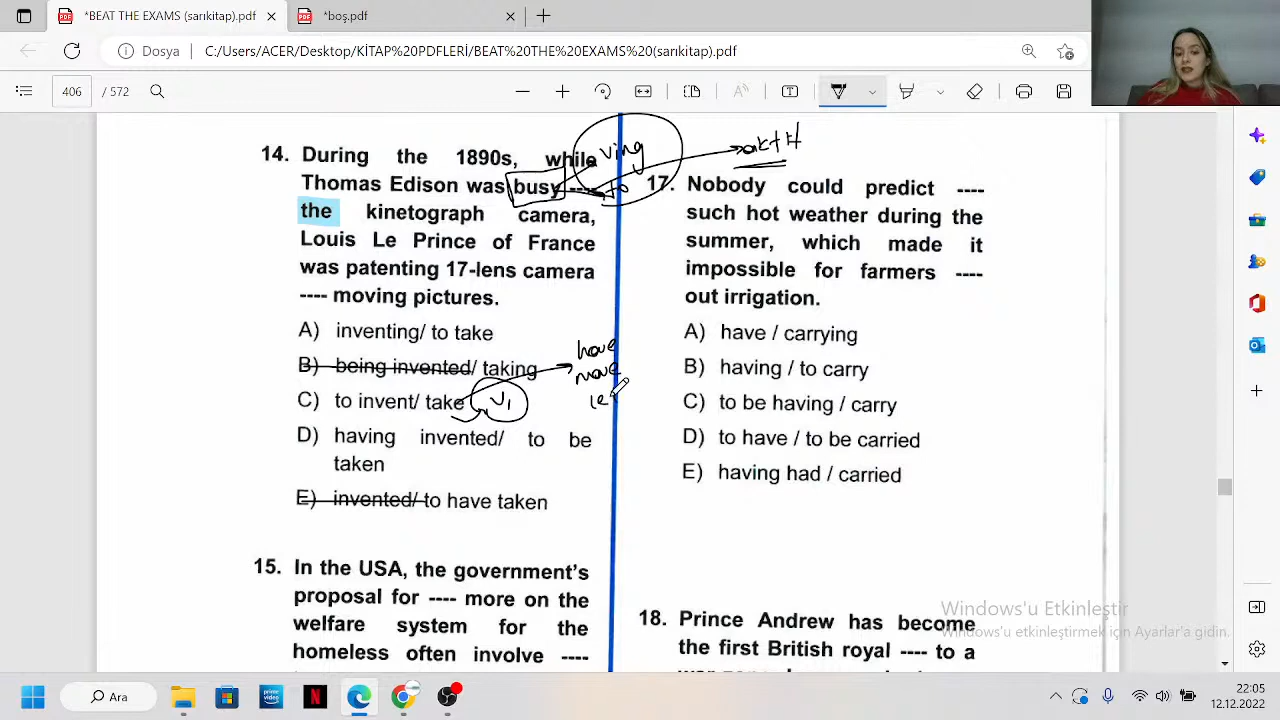 *BEAT THE EXAMS (sarıkitap).pdf
*boş.pdf
Dosya
C:/Users/ACER/Desktop/KİTAP%20PDFLERİ/BEAT%20THE%20EXAMS%20(sarıkitap).pdf
406 / 572
14. During the 1890s, while
Thomas Edison was busy ----
the kinetograph camera,
Louis Le Prince of France
was patenting 17-lens camera
---- moving pictures.
A) inventing/ to take
B) being invented/ taking
C) to invent/ take
D) having invented/ to be
taken
E) invented/ to have taken
Ving
to
V1
have
make
let
15. In the USA, the government's
proposal for ---- more on the
welfare system for the
homeless often involve ----
17. Nobody could predict ----
such hot weather during the
summer, which made it
impossible for farmers ----
out irrigation.
A) have / carrying
B) having / to carry
C) to be having / carry
D) to have / to be carried
E) having had / carried
18. Prince Andrew has become
the first British royal ---- to a
Windows'u Etkinleştir
Windows'u etkinleştirmek için Ayarlar'a gidin.
Ara
22:05
12.12.2022